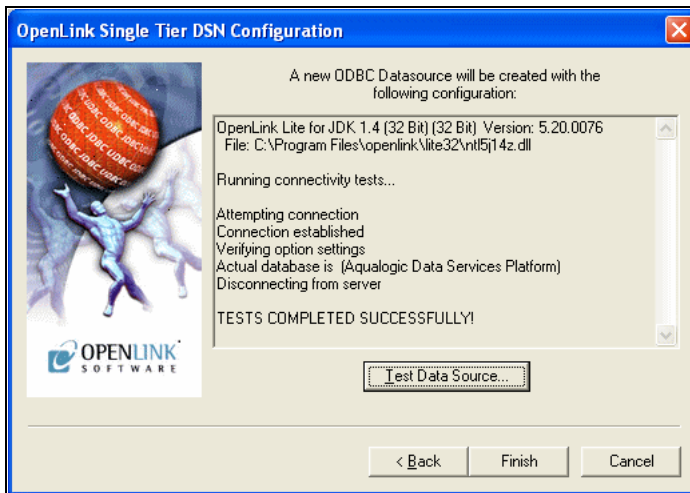 OpenLink Single Tier DSN Configuration
A new ODBC Datasource will be created with the
following configuration:
OpenLink Lite for JDK 1.4 (32 Bit) (32 Bit) Version: 5.20.0076
File: C:\Program Files\openlink\lite32\ntl5j14z.dll
Running connectivity tests...
Attempting connection
Connection established
Verifying option settings
Actual database is (Aqualogic Data Services Platform)
Disconnecting from server
TESTS COMPLETED SUCCESSFULLY!
OPENLINK
SOFTWARE
Test Data Source...
< Back
Finish
Cancel